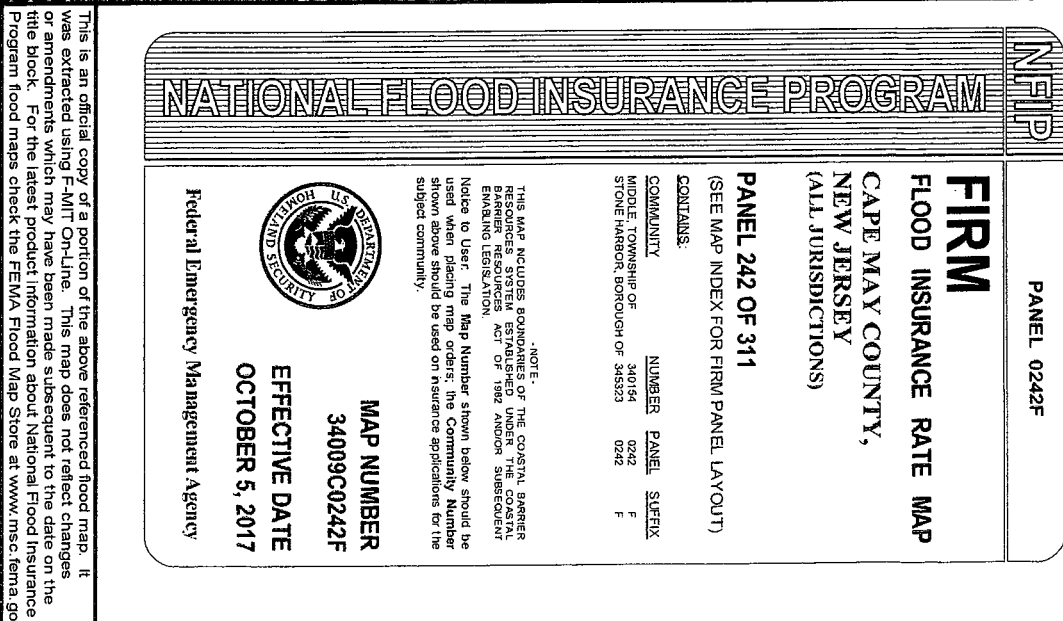 PANEL 0242F
NFIP
NATIONAL FLOOD INSURANCE PROGRAM
FIRM
FLOOD INSURANCE RATE MAP
CAPE MAY COUNTY,
NEW JERSEY
(ALL JURISDICTIONS)
PANEL 242 OF 311
(SEE MAP INDEX FOR FIRM PANEL LAYOUT)
CONTAINS:
COMMUNITY NUMBER PANEL SUFFIX
MIDDLE, TOWNSHIP OF 340154 0242 F
STONE HARBOR, BOROUGH OF 345323 0242 F
-NOTE-
THIS MAP INCLUDES BOUNDARIES OF THE COASTAL BARRIER
RESOURCES SYSTEM ESTABLISHED UNDER THE COASTAL
BARRIER RESOURCES ACT OF 1982 AND/OR SUBSEQUENT
ENABLING LEGISLATION.
Notice to User. The Map Number shown below should be
used when placing map orders; the Community Number
shown above should be used on insurance applications for the
subject community.
U.S. DEPARTMENT OF HOMELAND SECURITY
MAP NUMBER
34009C0242F
EFFECTIVE DATE
OCTOBER 5, 2017
Federal Emergency Management Agency
This is an official copy of a portion of the above referenced flood map. It
was extracted using F-MIT On-Line. This map does not reflect changes
or amendments which may have been made subsequent to the date on the
title block. For the latest product information about National Flood Insurance
Program flood maps check the FEMA Flood Map Store at www.msc.fema.go